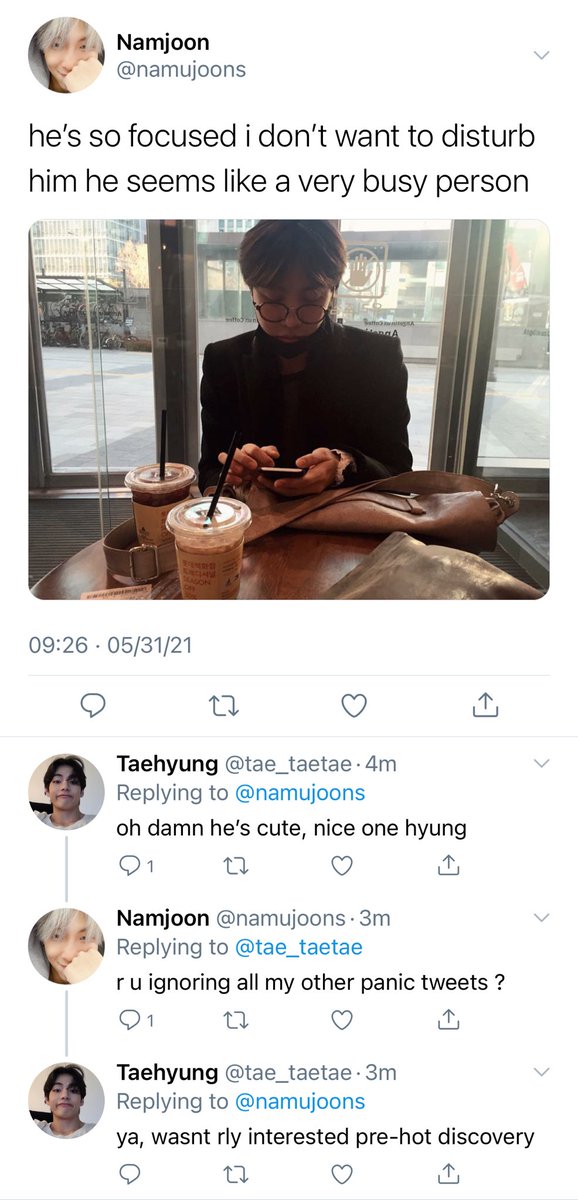 Namjoon
@namujoons
he's so focused i don't want to disturb
him he seems like a very busy person
SEASON
09:26 · 05/31/21
Taehyung @tae_taetae · 4m
Replying to @namujoons
oh damn he's cute, nice one hyung
1
Namjoon @namujoons · 3m
Replying to @tae_taetae
r u ignoring all my other panic tweets ?
1
Taehyung @tae_taetae · 3m
Replying to @namujoons
ya, wasnt rly interested pre-hot discovery